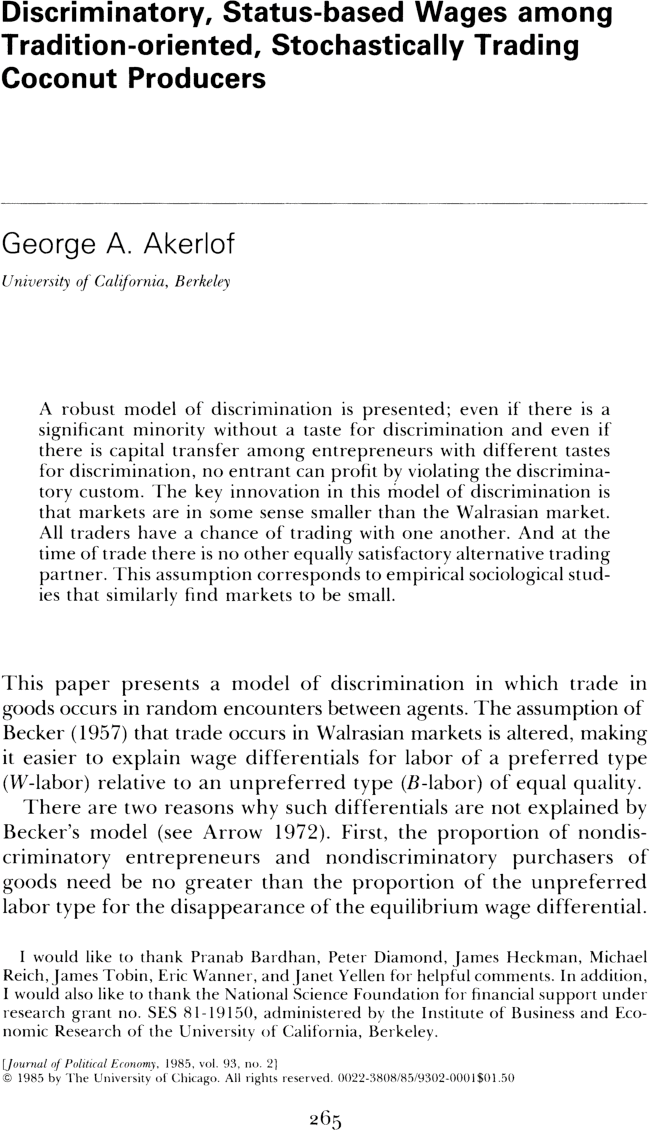 Discriminatory, Status-based Wages among
Tradition-oriented, Stochastically Trading
Coconut Producers
George A. Akerlof
University of California, Berkeley
A robust model of discrimination is presented; even if there is a
significant minority without a taste for discrimination and even if
there is capital transfer among entrepreneurs with different tastes
for discrimination, no entrant can profit by violating the discrimina-
tory custom. The key innovation in this model of discrimination is
that markets are in some sense smaller than the Walrasian market.
All traders have a chance of trading with one another. And at the
time of trade there is no other equally satisfactory alternative trading
partner. This assumption corresponds to empirical sociological stud-
ies that similarly find markets to be small.
This paper presents a model of discrimination in which trade in
goods occurs in random encounters between agents. The assumption of
Becker (1957) that trade occurs in Walrasian markets is altered, making
it easier to explain wage differentials for labor of a preferred type
(W-labor) relative to an unpreferred type (B-labor) of equal quality.
There are two reasons why such differentials are not explained by
Becker's model (see Arrow 1972). First, the proportion of nondis-
criminatory entrepreneurs and nondiscriminatory purchasers of
goods need be no greater than the proportion of the unpreferred
labor type for the disappearance of the equilibrium wage differential.
I would like to thank Pranab Bardhan, Peter Diamond, James Heckman, Michael
Reich, James Tobin, Eric Wanner, and Janet Yellen for helpful comments. In addition,
I would also like to thank the National Science Foundation for financial support under
research grant no. SES 81-19150, administered by the Institute of Business and Eco-
nomic Research of the University of California, Berkeley.
[Journal of Political Economy, 1985, vol. 93, no. 2]
© 1985 by The University of Chicago. All rights reserved. 0022-3808/85/9302-0001$01.50
265